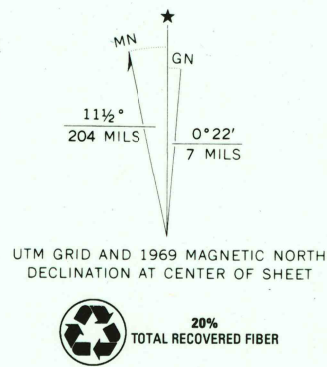 ★
MN
GN
11½°
204 MILS
0°22'
7 MILS
UTM GRID AND 1969 MAGNETIC NORTH
DECLINATION AT CENTER OF SHEET
20%
TOTAL RECOVERED FIBER